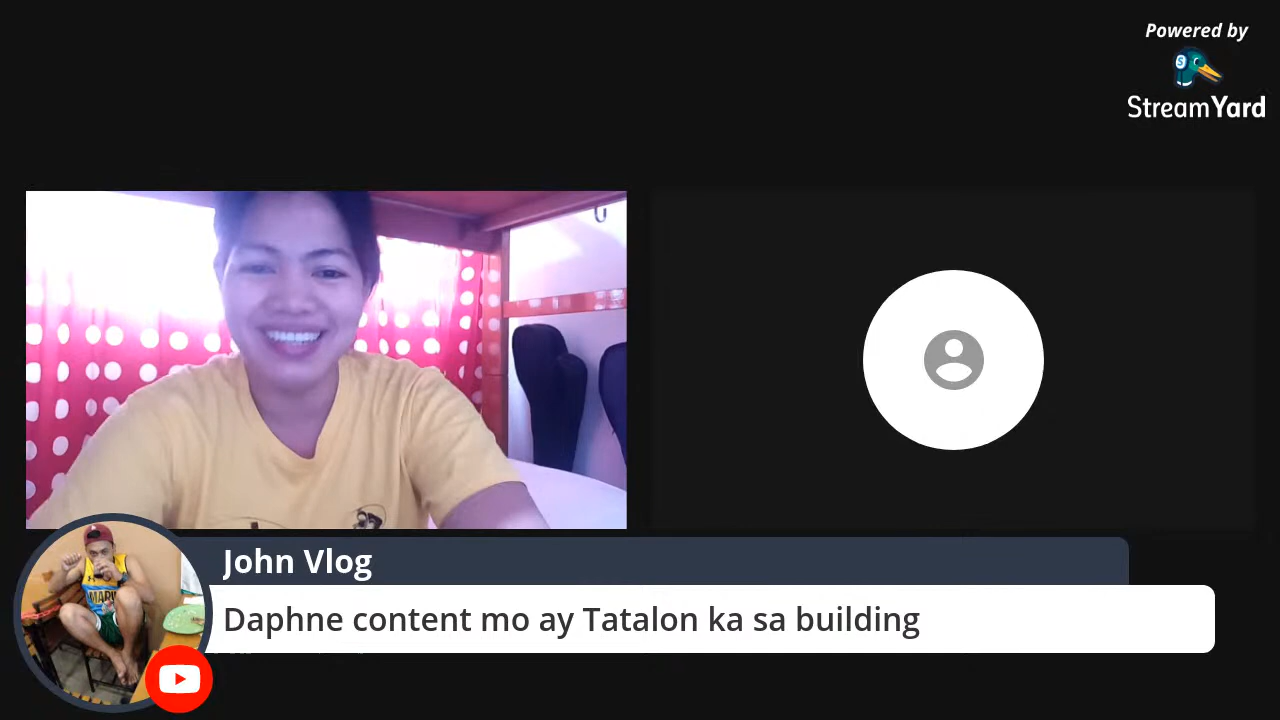 Powered by
StreamYard
John Vlog
Daphne content mo ay Tatalon ka sa building